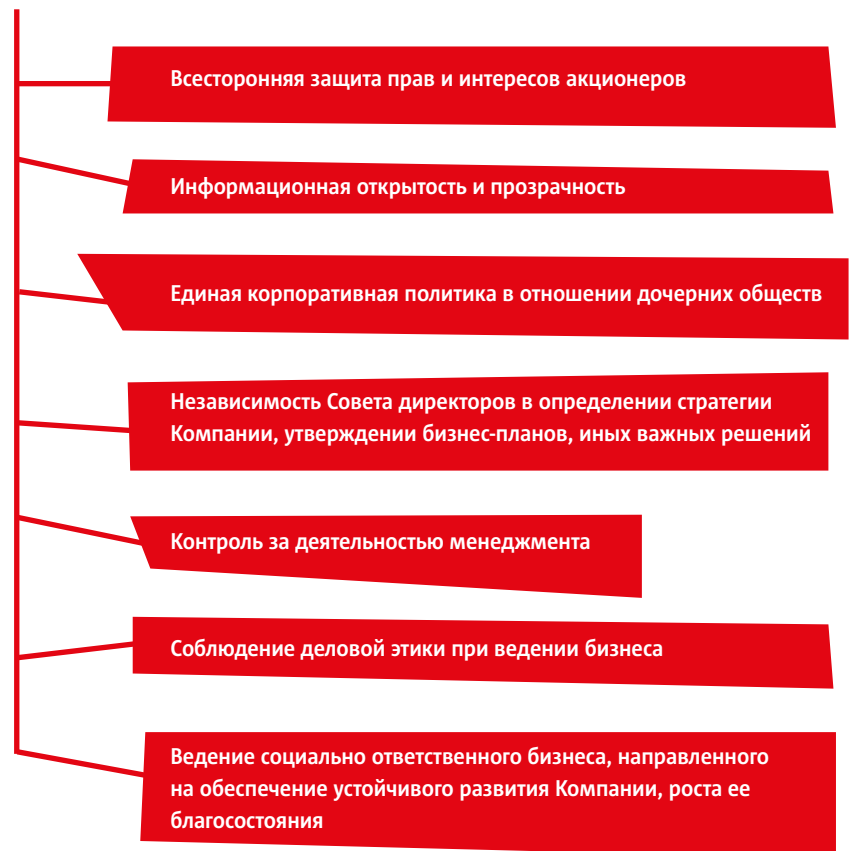 Всесторонняя защита прав и интересов акционеров
Информационная открытость и прозрачность
Единая корпоративная политика в отношении дочерних обществ
Независимость Совета директоров в определении стратегии
Компании, утверждении бизнес-планов, иных важных решений
Контроль за деятельностью менеджмента
Соблюдение деловой этики при ведении бизнеса
Ведение социально ответственного бизнеса, направленного
на обеспечение устойчивого развития Компании, роста ее
благосостояния